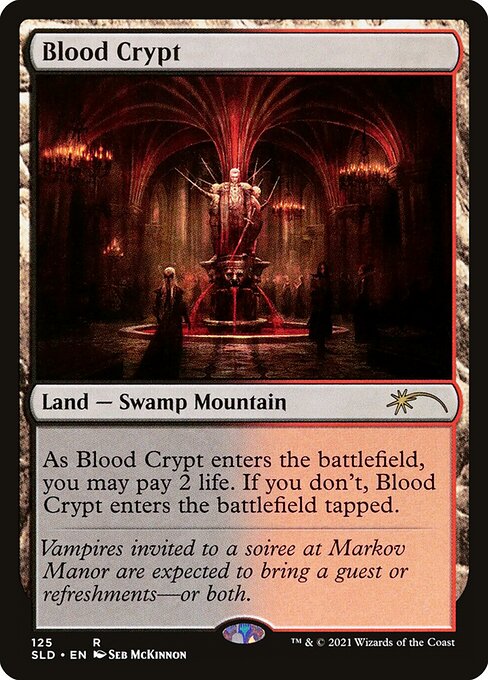 Blood Crypt
Land — Swamp Mountain
As Blood Crypt enters the battlefield,
you may pay 2 life. If you don't, Blood
Crypt enters the battlefield tapped.
Vampires invited to a soiree at Markov
Manor are expected to bring a guest or
refreshments—or both.
125 R
SLD • EN Seb McKinnon
™ & © 2021 Wizards of the Coast